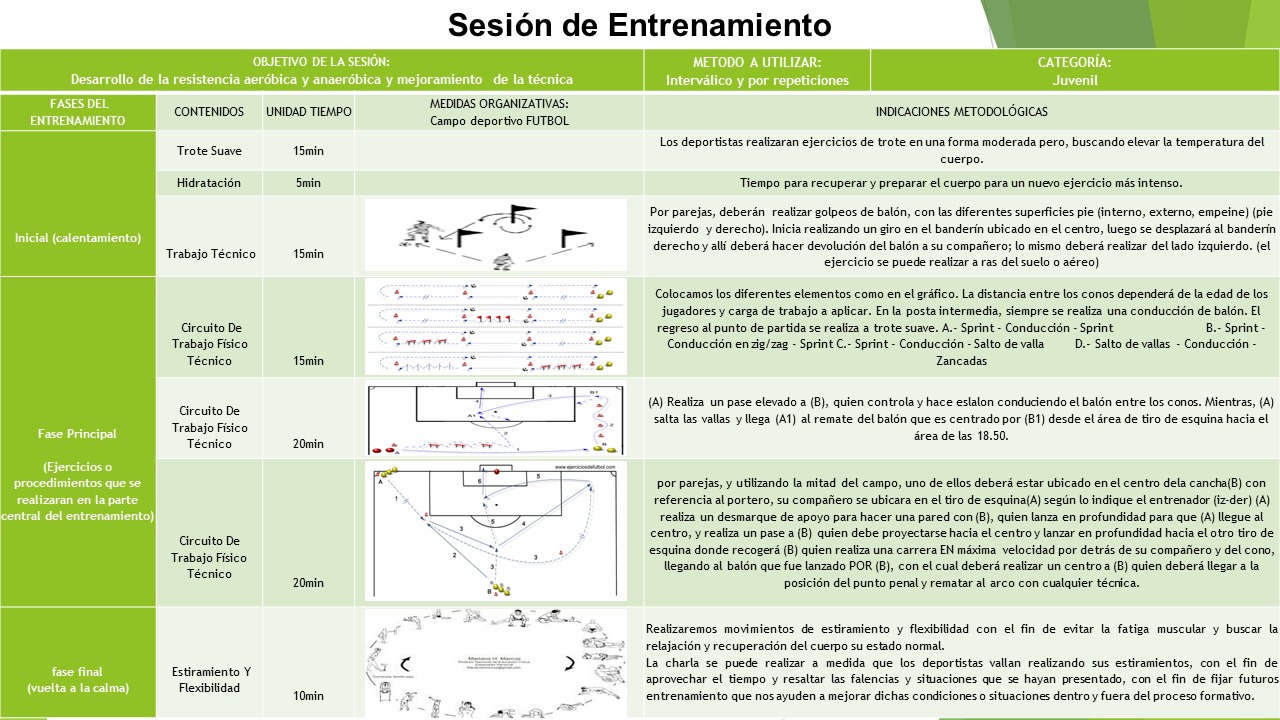 Sesión de Entrenamiento
OBJETIVO DE LA SESIÓN:
Desarrollo de la resistencia aeróbica y anaeróbica y mejoramiento de la técnica
METODO A UTILIZAR:
Interválico y por repeticiones
CATEGORÍA:
Juvenil
FASES DEL
ENTRENAMIENTO
CONTENIDOS
UNIDAD TIEMPO
MEDIDAS ORGANIZATIVAS:
Campo deportivo FUTBOL
INDICACIONES METODOLÓGICAS
Inicial (calentamiento)
Trote Suave
15min
Los deportistas realizaran ejercicios de trote en una forma moderada pero, buscando elevar la temperatura del
cuerpo.
Hidratación
5min
Tiempo para recuperar y preparar el cuerpo para un nuevo ejercicio más intenso.
Trabajo Técnico
15min
Por parejas, deberán realizar golpeos de balón, con las diferentes superficies pie (interno, externo, empeine) (pie
izquierdo y derecho). Inicia realizando un giro en el banderín ubicado en el centro, luego se desplazará al banderín
derecho y allí deberá hacer devolución del balón a su compañero; lo mismo deberá realizar del lado izquierdo. (el
ejercicio se puede realizar a ras del suelo o aéreo)
Fase Principal
(Ejercicios o
procedimientos que se
realizaran en la parte
central del entrenamiento)
Circuito De
Trabajo Físico
Técnico
15min
Colocamos los diferentes elementos como en el gráfico. La distancia entre los conos dependerá de la edad de los
jugadores y carga de trabajo a aplicar. En la posta final de cada calle siempre se realizara conducción del balón. El
regreso al punto de partida se realiza a trote suave. A.- Sprint - Conducción - Sprint B.- Sprint -
Conducción en zig/zag - Sprint C.- Sprint - Conducción - Salto de valla D.- Salto de vallas - Conducción -
Zancadas
Circuito De
Trabajo Físico
Técnico
20min
A1
B1
A
B
1
2
4
(A) Realiza un pase elevado a (B), quien controla y hace eslalon conduciendo el balón entre los conos. Mientras, (A)
salta las vallas y llega (A1) al remate del balón que es centrado por (B1) desde el área de tiro de esquina hacia el
área de las 18.50.
Circuito De
Trabajo Físico
Técnico
20min
www.ejerciciosdefutbol.com
A
6
5
1
5
4
3
2
3
3
B
por parejas, y utilizando la mitad del campo, uno de ellos deberá estar ubicado en el centro de la cancha(B) con
referencia al portero, su compañero se ubicara en el tiro de esquina(A) según lo indique el entrenador (iz-der) (A)
realiza un desmarque de apoyo para hacer una pared con (B), quien lanza en profundidad para que (A) llegue al
centro, y realiza un pase a (B) quien debe proyectarse hacia el centro y lanzar en profundidad hacia el otro tiro de
esquina donde recogerá (B) quien realiza una carrera EN máxima velocidad por detrás de su compañero y da la vuelta
llegando al balón que fue lanzado POR (B), con el cual deberá realizar un centro a (B) quien debe llegar a la
posición del punto penal y rematar al arco con cualquier técnica.
fase final
(vuelta a la calma)
Estiramiento Y
Flexibilidad
10min
Mariano H. Marcos
Realizaremos movimientos de estiramiento y flexibilidad con el fin de evitar la fatiga muscular y buscar la
relajación y recuperación del cuerpo su estado normal.
La charla se puede realizar a medida que los deportistas van realizando sus estiramientos, con el fin de
aprovechar el tiempo y resaltar las falencias y situaciones que se hayan presentado, con el fin de fijar futuros
entrenamiento que nos ayuden a mejorar dichas condiciones o situaciones dentro y fuera del proceso formativo.